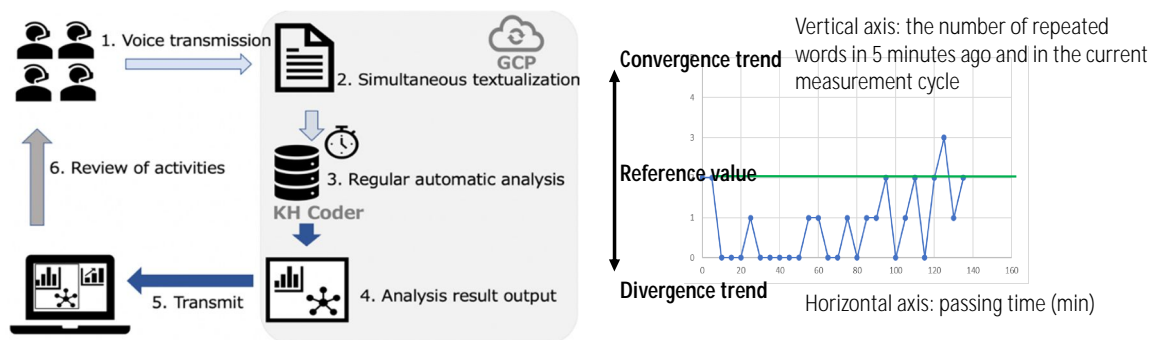 1. Voice transmission
GCP
2. Simultaneous textualization
3. Regular automatic analysis
KH Coder
4. Analysis result output
5. Transmit
6. Review of activities
Vertical axis: the number of repeated
words in 5 minutes ago and in the current
measurement cycle
Convergence trend
4
3
Reference value
1
0
0 20 40 60 80 100 120 140 160
Divergence trend
Horizontal axis: passing time (min)